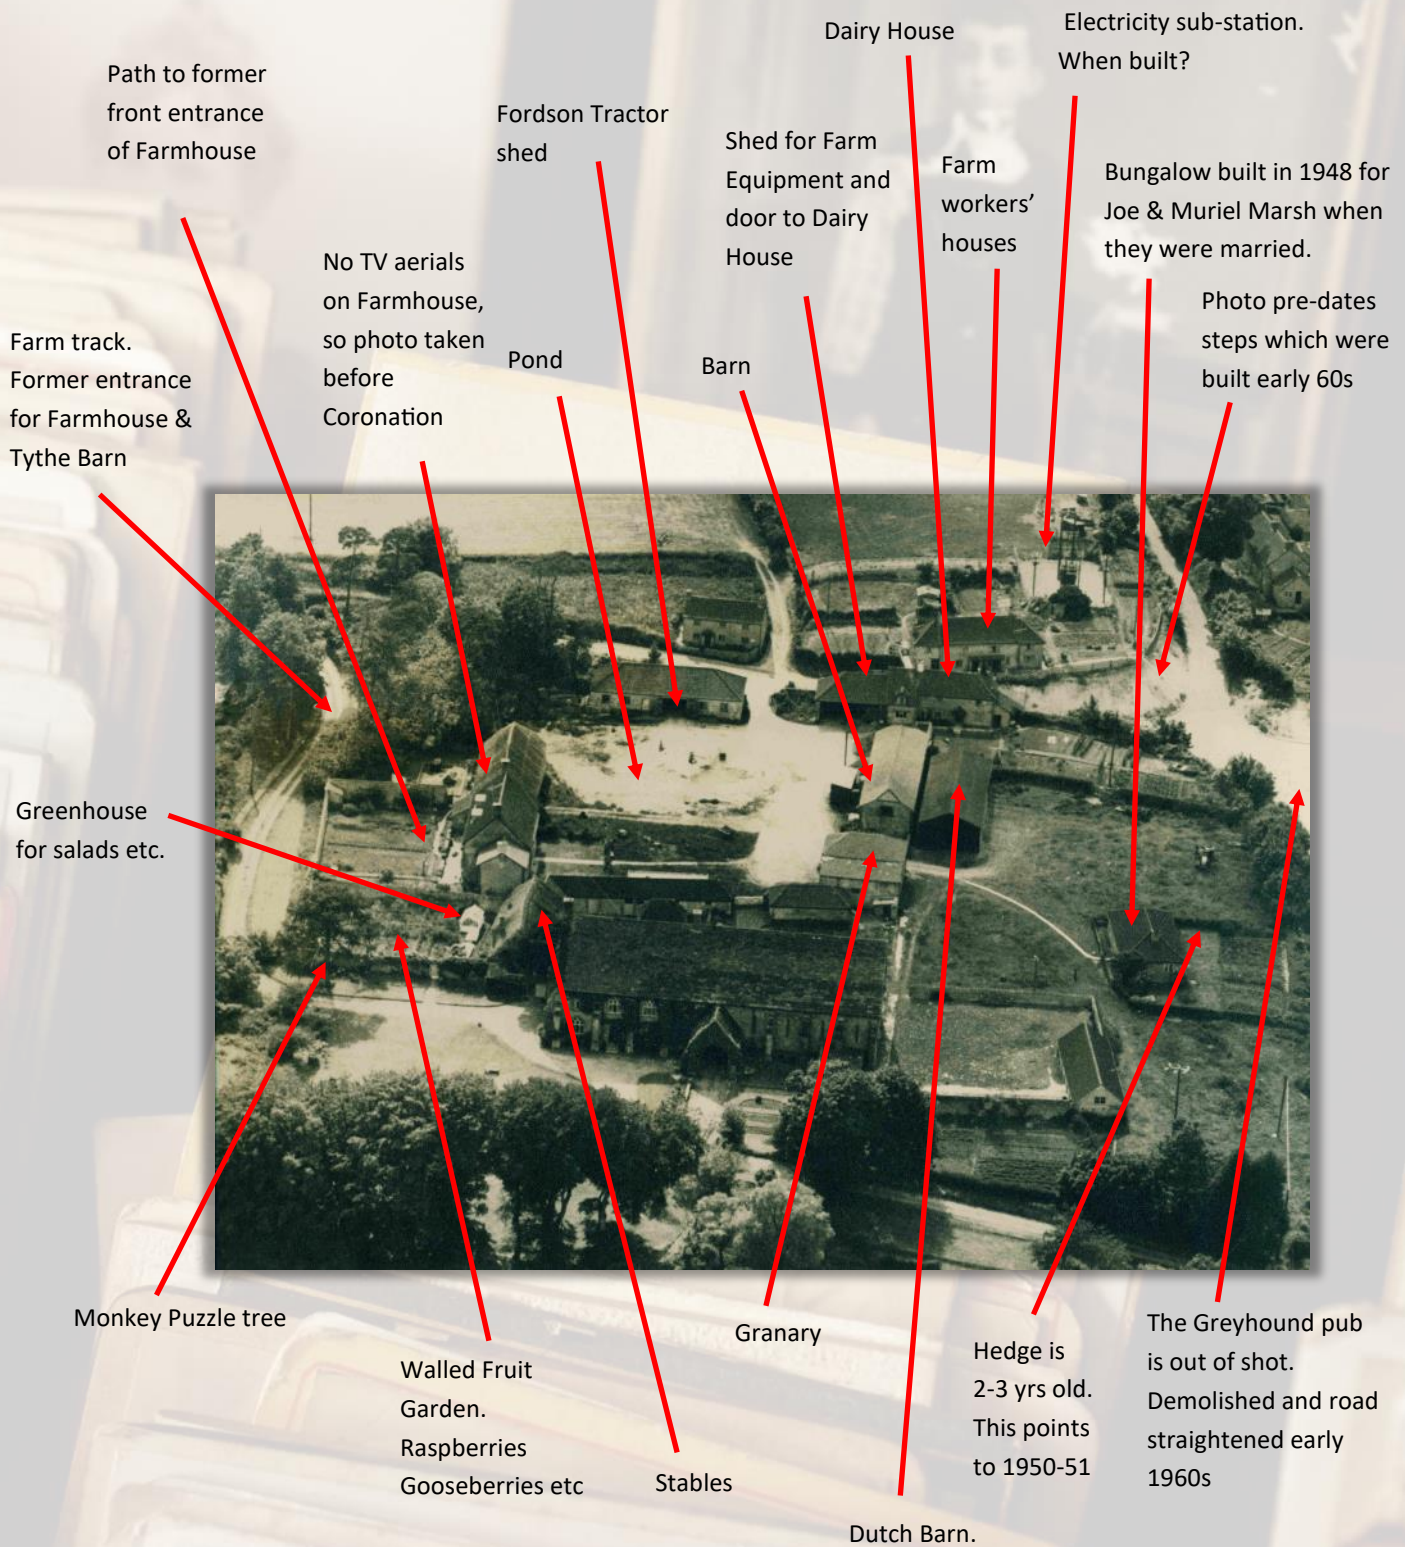 Dairy House
Electricity sub-station.
When built?
Path to former
front entrance
of Farmhouse
Fordson Tractor
shed
Shed for Farm
Equipment and
door to Dairy
House
Farm
workers’
houses
Bungalow built in 1948 for
Joe & Muriel Marsh when
they were married.
No TV aerials
on Farmhouse,
so photo taken
before
Coronation
Photo pre-dates
steps which were
built early 60s
Farm track.
Former entrance
for Farmhouse &
Tythe Barn
Pond
Barn
Greenhouse
for salads etc.
Monkey Puzzle tree
Walled Fruit
Garden.
Raspberries
Gooseberries etc
Stables
Granary
Dutch Barn.
Hedge is
2-3 yrs old.
This points
to 1950-51
The Greyhound pub
is out of shot.
Demolished and road
straightened early
1960s